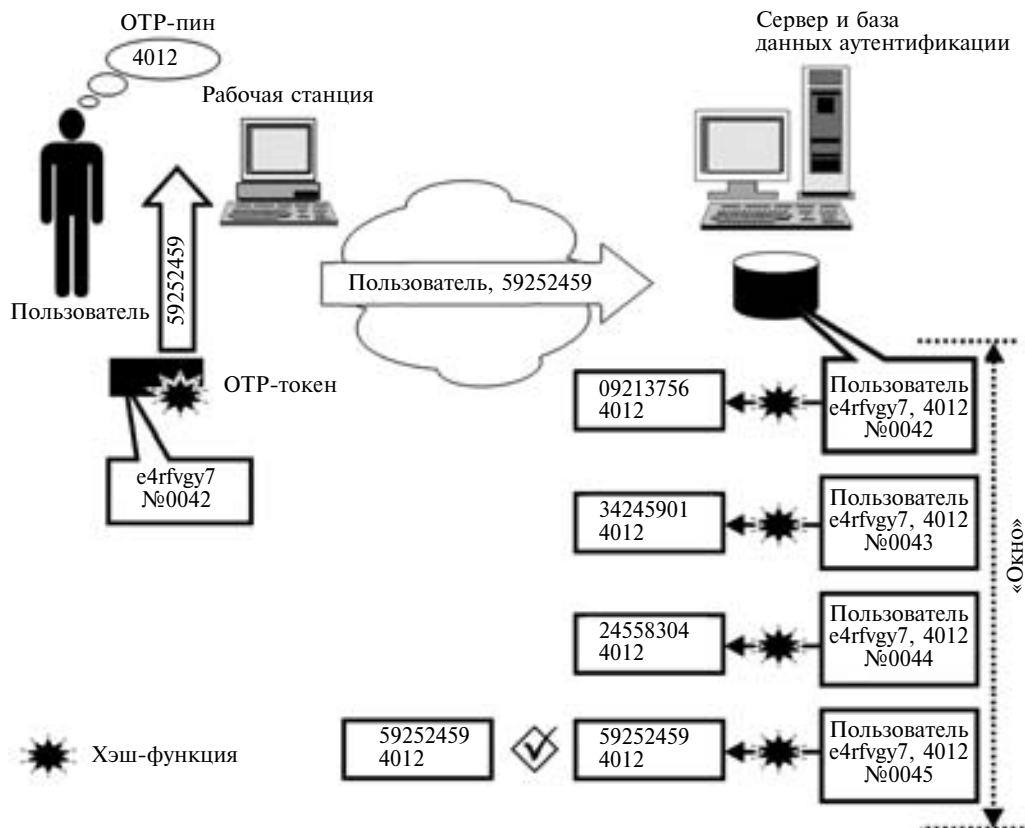 ОТР-пин
4012
Рабочая станция
Сервер и база
данных аутентификации
59252459
Пользователь
Пользователь, 59252459
ОТР-токен
e4rfvgy7
№0042
09213756
4012
Пользователь
e4rfvgy7, 4012
№0042
34245901
4012
Пользователь
e4rfvgy7, 4012
№0043
24558304
4012
Пользователь
e4rfvgy7, 4012
№0044
59252459
4012
59252459
4012
Пользователь
e4rfvgy7, 4012
№0045
«Окно»
Хэш-функция